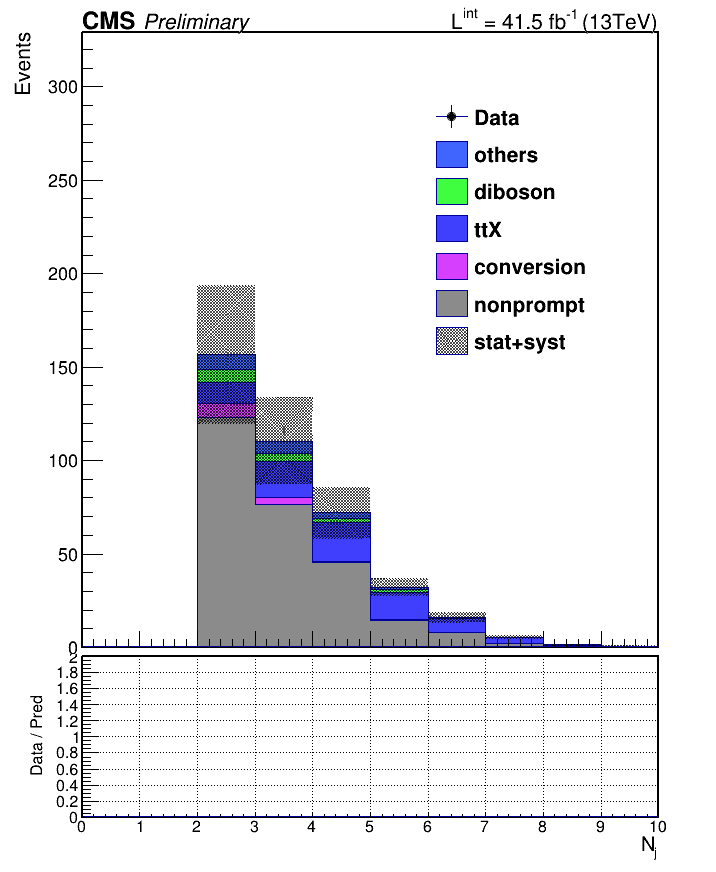 CMS Preliminary L^int = 41.5 fb^-1 (13TeV)
Events
300
250
200
150
100
50
0
Data
others
diboson
ttX
conversion
nonprompt
stat+syst
Data / Pred
2
1.8
1.6
1.4
1.2
1
0.8
0.6
0.4
0.2
0
0 1 2 3 4 5 6 7 8 9 10
N_j